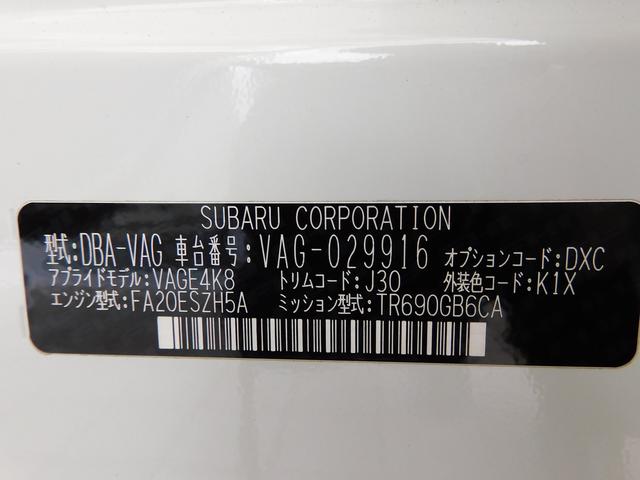 SUBARU CORPORATION
型式:DBA-VAG 車台番号:VAG-029916 オプションコード:DXC
アプライドモデル:VAGE4K8 トリムコード:J30 外装色コード:K1X
エンジン型式:FA20ESZH5A ミッション型式:TR690GB6CA